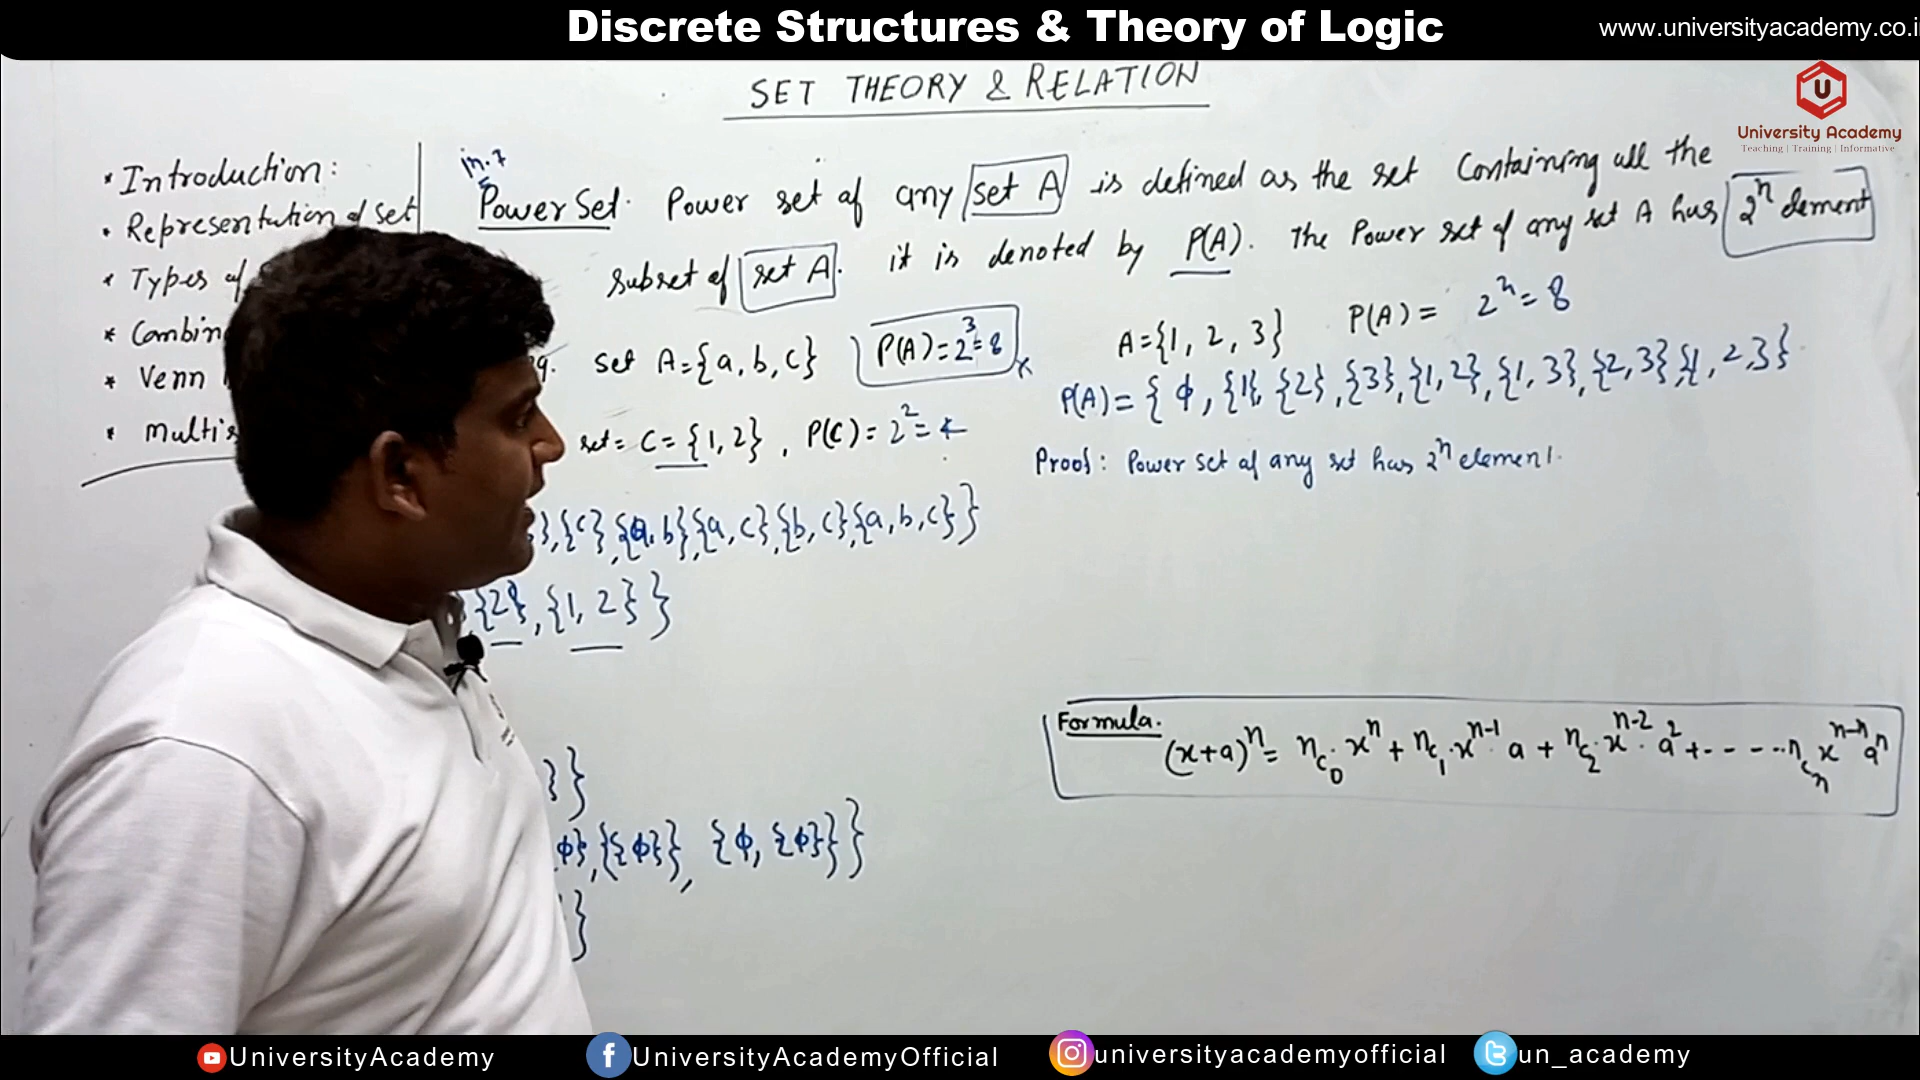 Discrete Structures & Theory of Logic
www.universityacademy.co.i
SET THEORY & RELATION
University Academy
Teaching | Training | Informative
* Introduction:
• Representation of set
* Types of
* Combin
* Venn
* Multis
Power Set. Power set of any set A is defined as the set Containing all the
subset of set A. it is denoted by P(A). The Power set of any set A has 2ⁿ element
set A={a, b, c} P(A)=2³=8
set= C={1,2}, P(C)=2²=4
},{c},{a,b},{a,c},{b,c},{a,b,c}}
{2},{1, 2}}
}}
ϕ},{{ϕ}}, {ϕ, {ϕ}}}
}
A={1, 2, 3} P(A)= 2ⁿ=8
P(A)={ϕ, {1}, {2}, {3}, {1,2}, {1,3}, {2,3}, {1,2,3}}
Proof: Power set of any set has 2ⁿ element.
Formula.
(x+a)ⁿ= nc₀.xⁿ + nc₁.xⁿ⁻¹.a + nc₂.xⁿ⁻².a² + - - - - ncₙ xⁿ⁻ⁿ aⁿ
UniversityAcademy
UniversityAcademyOfficial
universityacademyofficial
un_academy